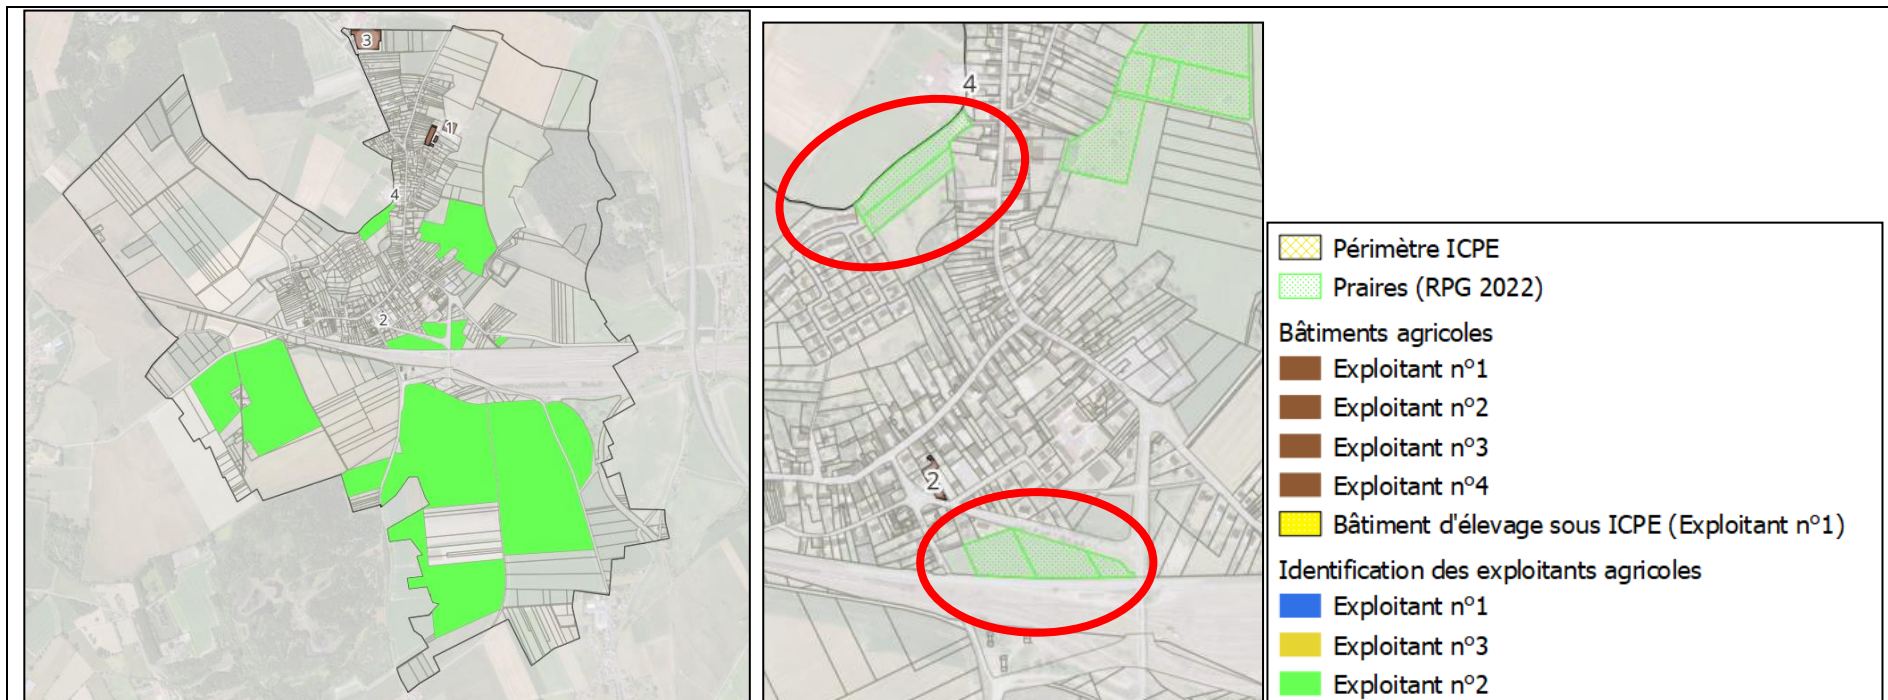 3
1
4
2
4
2
Périmètre ICPE
Praires (RPG 2022)
Bâtiments agricoles
Exploitant n°1
Exploitant n°2
Exploitant n°3
Exploitant n°4
Bâtiment d'élevage sous ICPE (Exploitant n°1)
Identification des exploitants agricoles
Exploitant n°1
Exploitant n°3
Exploitant n°2